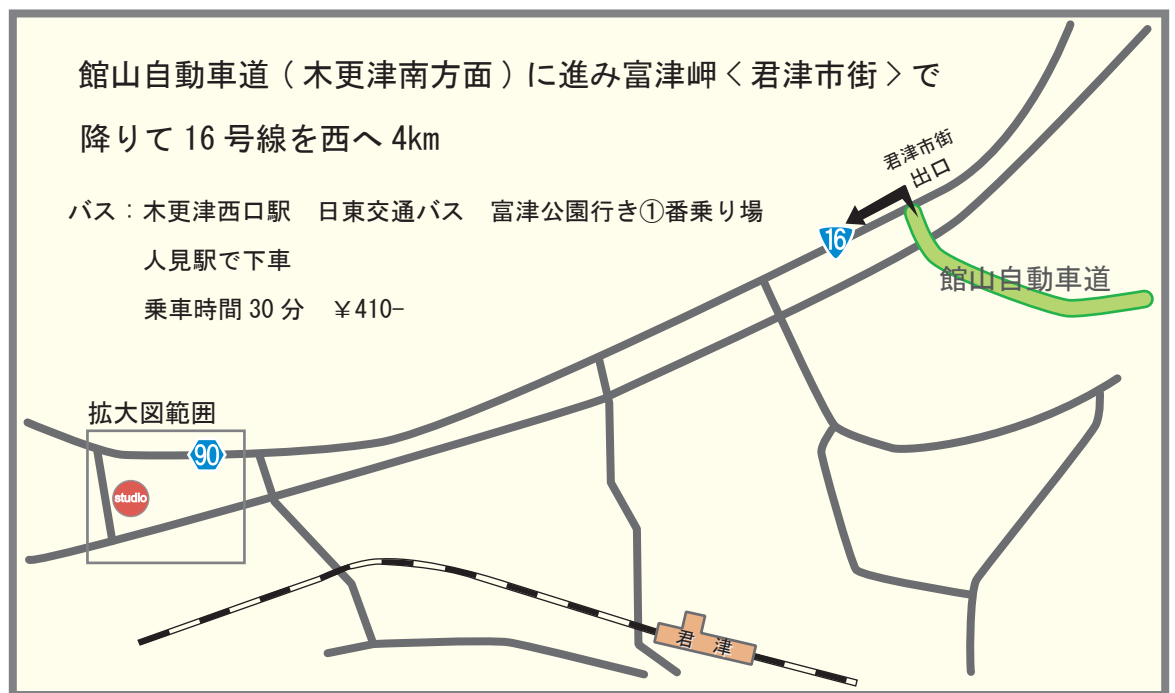 館山自動車道(木更津南方面)に進み富津岬<君津市街>で
降りて16号線を西へ4km
バス:木更津西口駅 日東交通バス 富津公園行き①番乗り場
人見駅で下車
乗車時間30分 ¥410-
君津市街
出口
16
館山自動車道
拡大図範囲
90
studio
君津